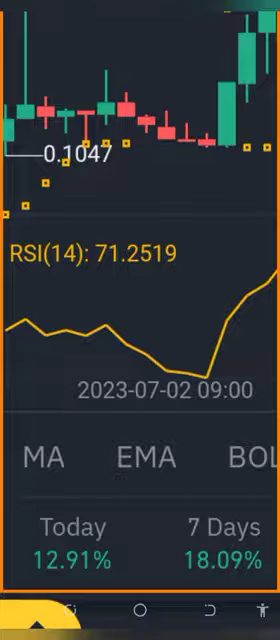 0.1047
RSI(14): 71.2519
2023-07-02 09:00
MA EMA BOL
Today 7 Days
12.91% 18.09%